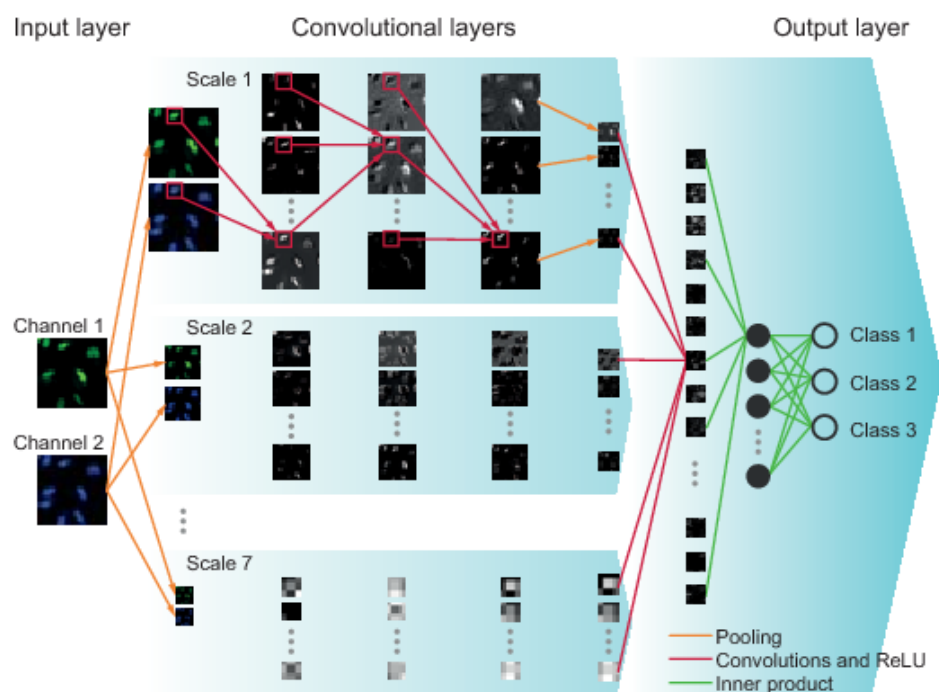 Input layer
Convolutional layers
Output layer
Scale 1
Channel 1
Scale 2
Channel 2
Class 1
Class 2
Class 3
Scale 7
Pooling
Convolutions and ReLU
Inner product